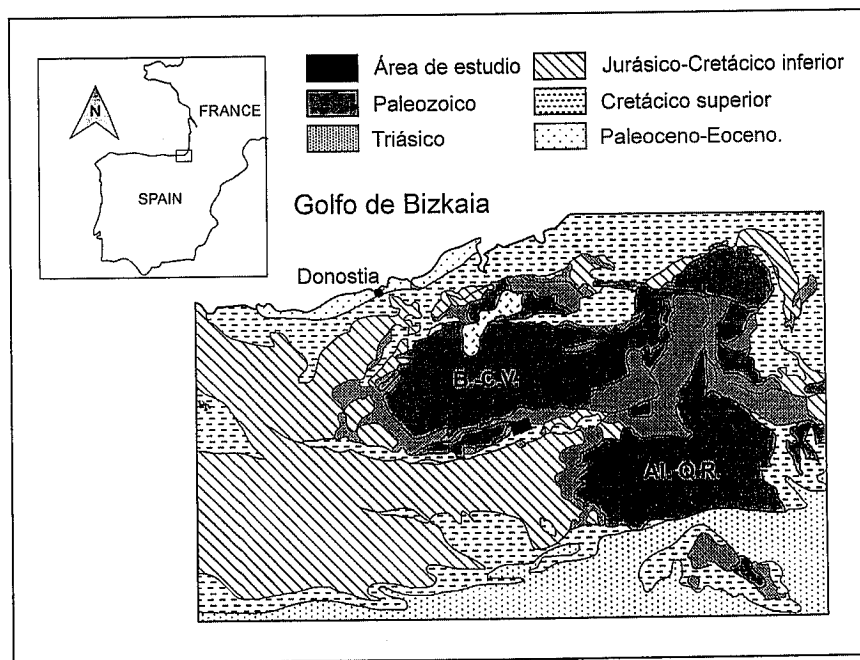 N
FRANCE
SPAIN
Área de estudio
Paleozoico
Triásico
Jurásico-Cretácico inferior
Cretácico superior
Paleoceno-Eoceno.
Golfo de Bizkaia
Donostia
B.-C.V.
Al.-Q.R.